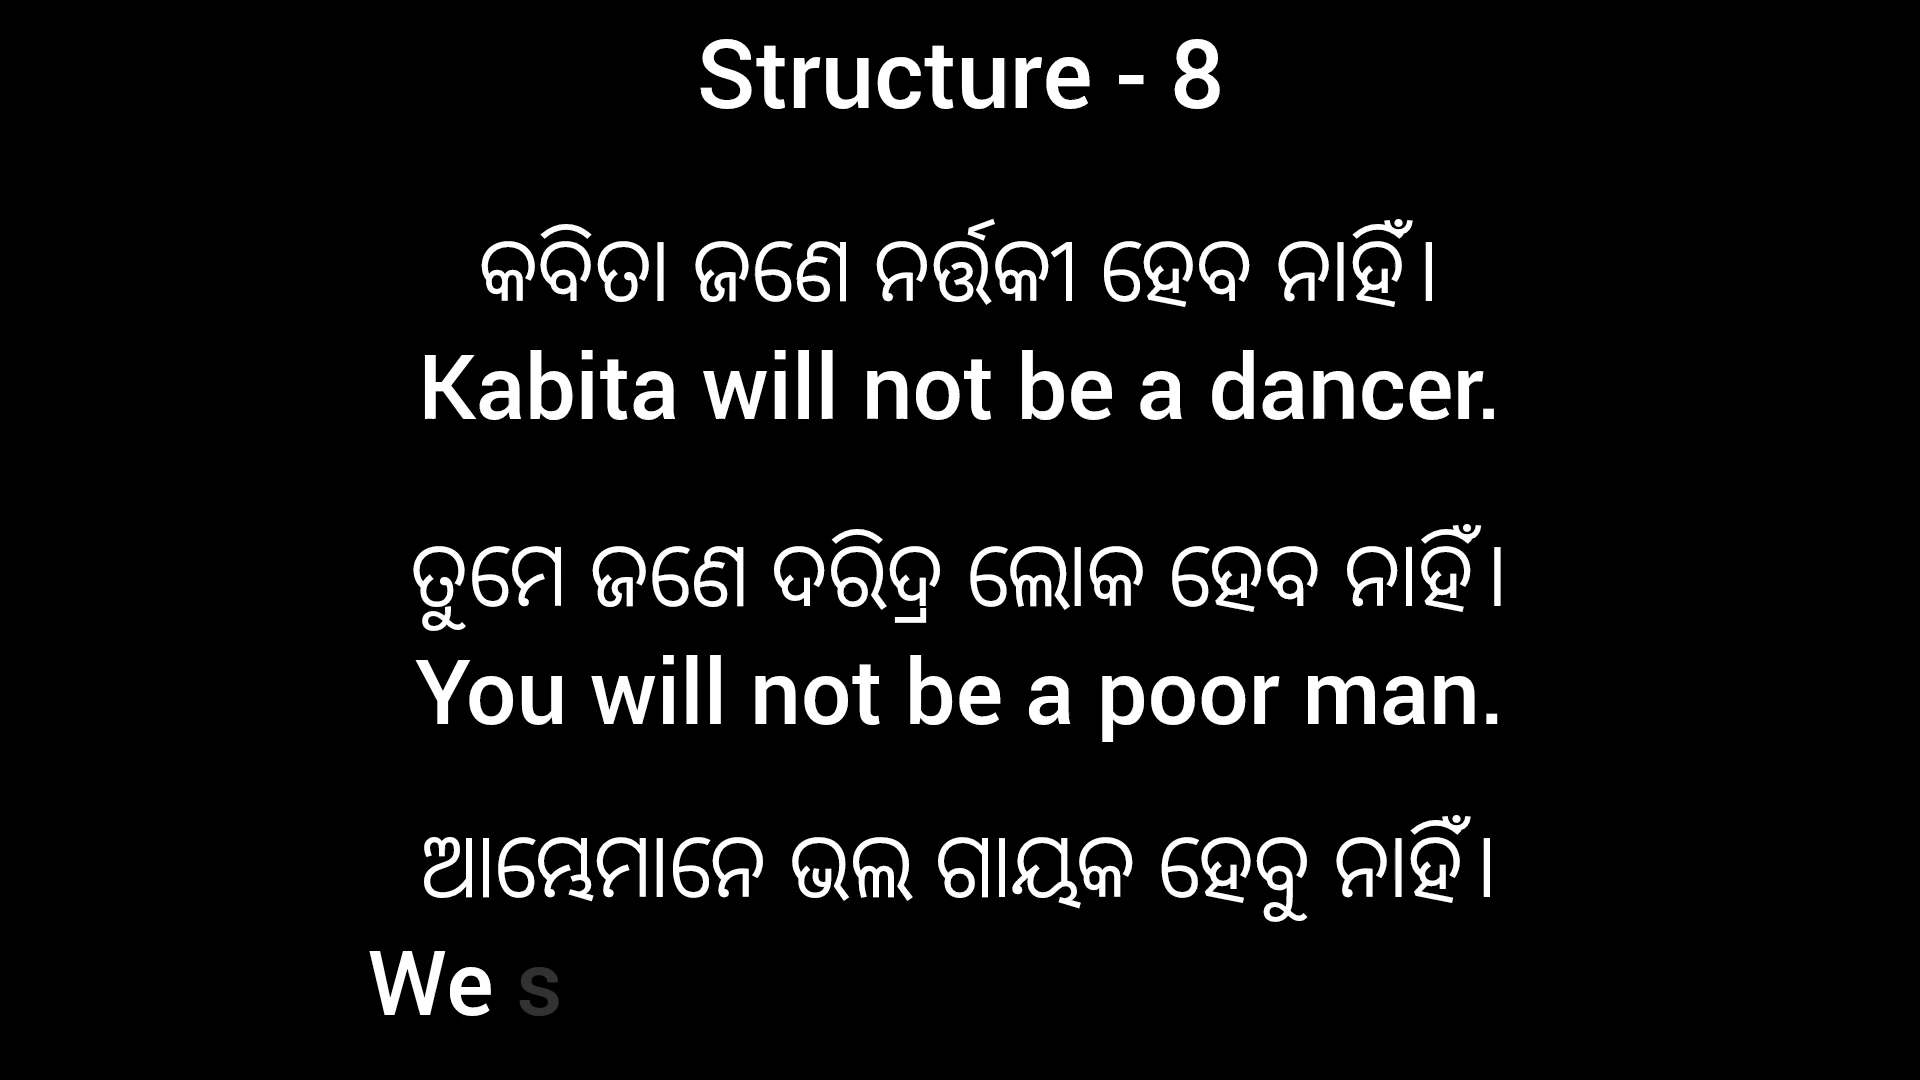 Structure - 8
କବିତା ଜଣେ ନର୍ତ୍ତକୀ ହେବ ନାହିଁ।
Kabita will not be a dancer.
ତୁମେ ଜଣେ ଦରିଦ୍ର ଲୋକ ହେବ ନାହିଁ।
You will not be a poor man.
ଆମ୍ଭେମାନେ ଭଲ ଗାୟକ ହେବୁ ନାହିଁ।
We s